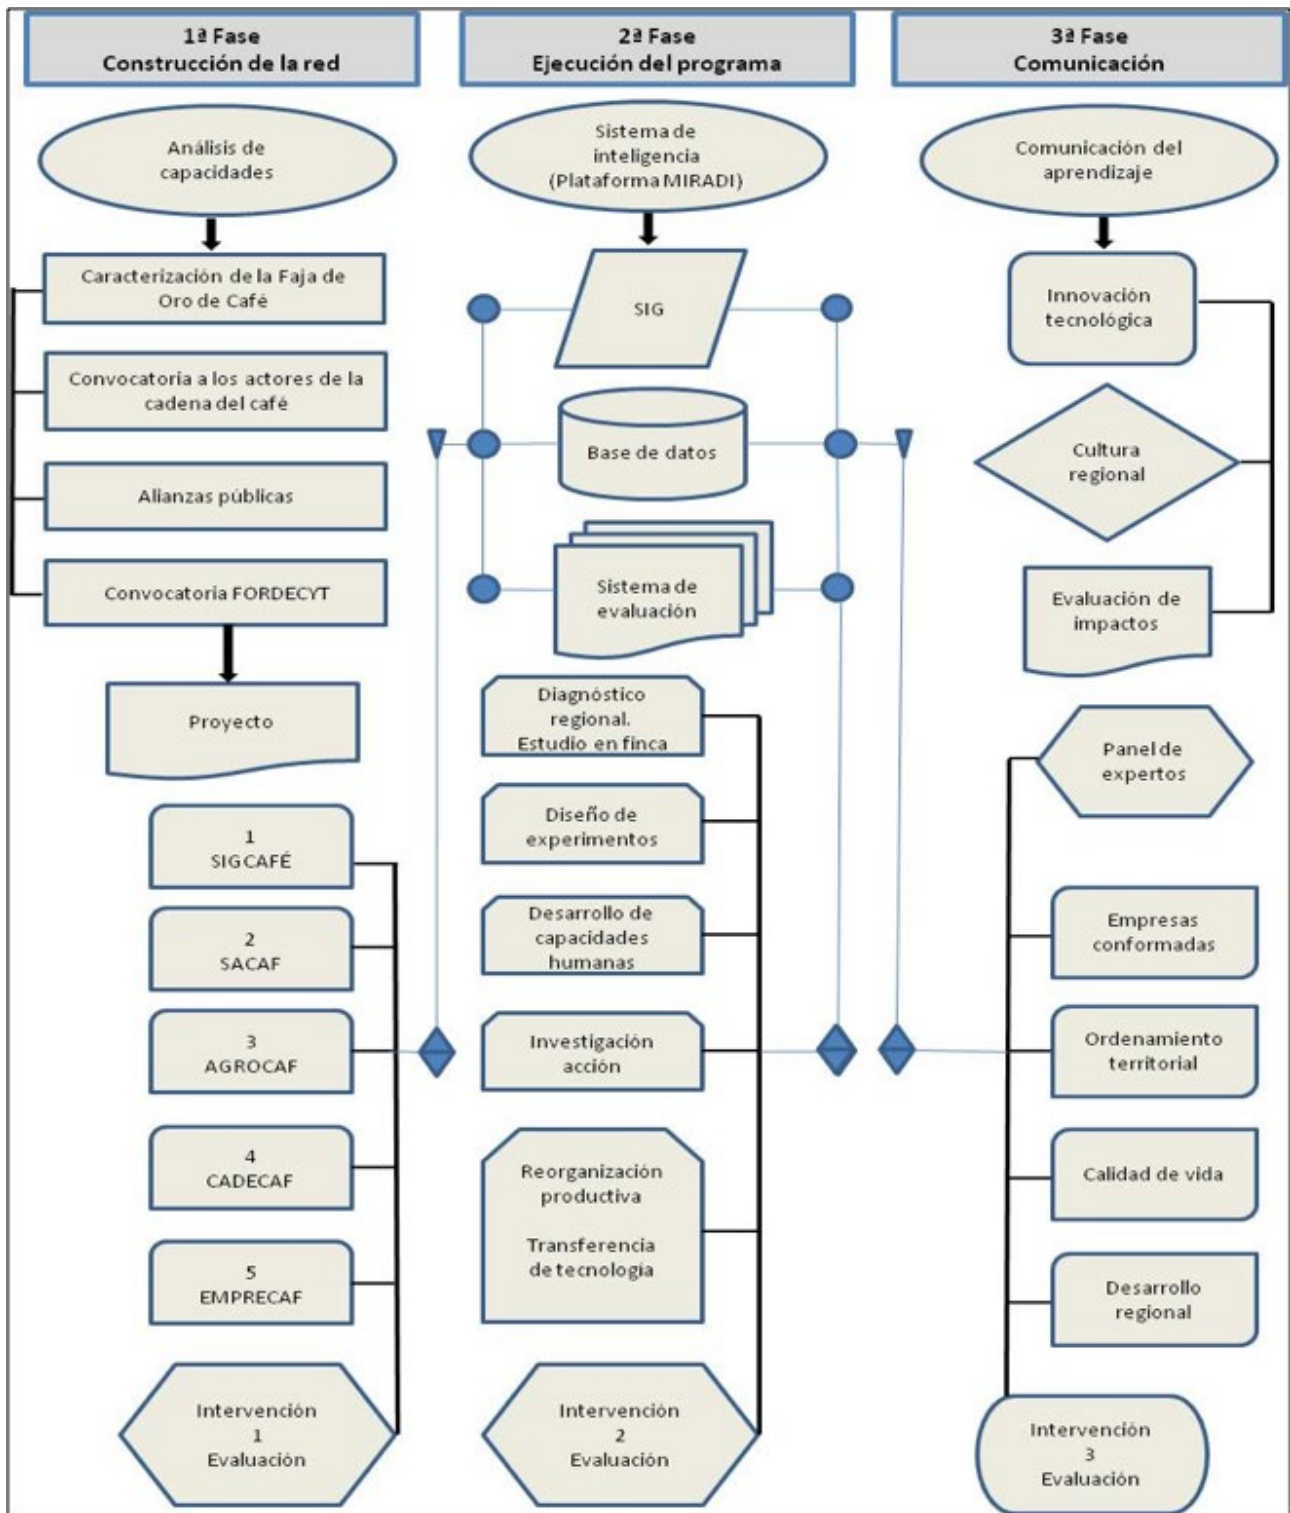 1ª Fase
Construcción de la red
Análisis de
capacidades
Caracterización de la Faja de
Oro de Café
Convocatoria a los actores de la
cadena del café
Alianzas públicas
Convocatoria FORDECYT
Proyecto
1
SIGCAFÉ
2
SACAF
3
AGROCAF
4
CADECAF
5
EMPRECAF
Intervención
1
Evaluación
2ª Fase
Ejecución del programa
Sistema de
inteligencia
(Plataforma MIRADI)
SIG
Base de datos
Sistema de
evaluación
Diagnóstico
regional.
Estudio en finca
Diseño de
experimentos
Desarrollo de
capacidades
humanas
Investigación
acción
Reorganización
productiva
Transferencia
de tecnología
Intervención
2
Evaluación
3ª Fase
Comunicación
Comunicación del
aprendizaje
Innovación
tecnológica
Cultura
regional
Evaluación de
impactos
Panel de
expertos
Empresas
conformadas
Ordenamiento
territorial
Calidad de vida
Desarrollo
regional
Intervención
3
Evaluación